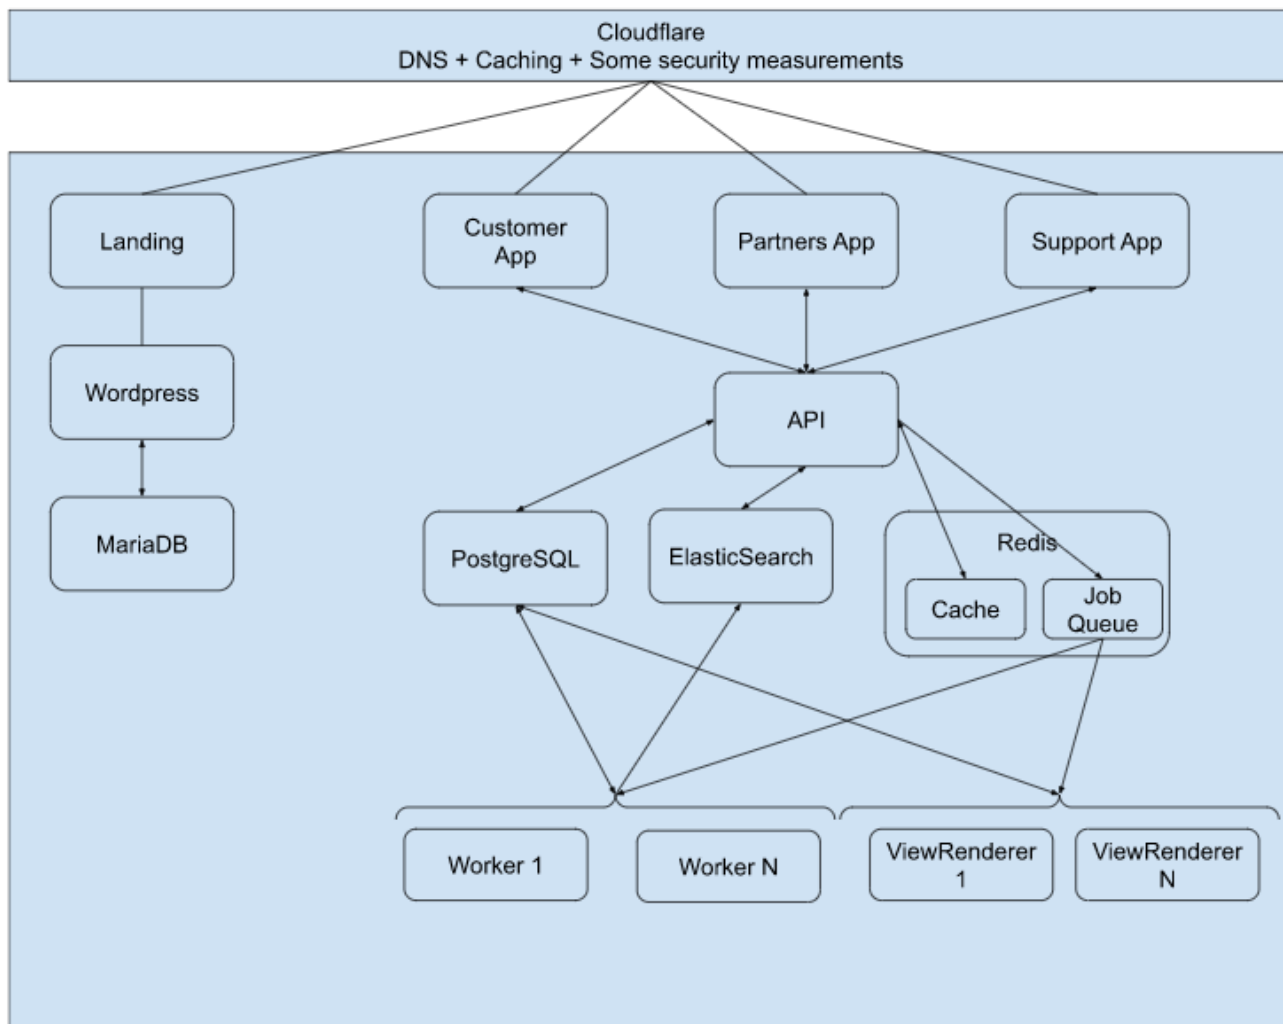 Cloudflare
DNS + Caching + Some security measurements
Landing
Customer
App
Partners App
Support App
Wordpress
API
MariaDB
PostgreSQL
ElasticSearch
Redis
Cache
Job
Queue
Worker 1
Worker N
ViewRenderer
1
ViewRenderer
N